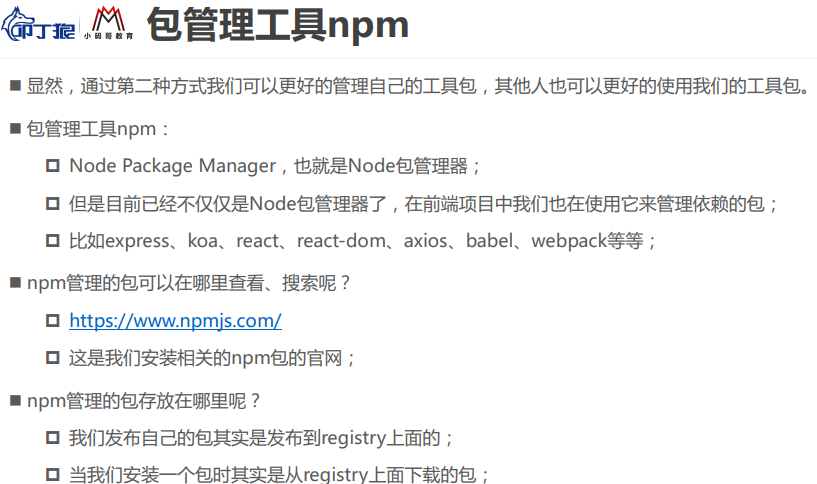 叩丁狼
小码哥教育
包管理工具npm
显然，通过第二种方式我们可以更好的管理自己的工具包，其他人也可以更好的使用我们的工具包。
包管理工具npm：
Node Package Manager，也就是Node包管理器；
但是目前已经不仅仅是Node包管理器了，在前端项目中我们也在使用它来管理依赖的包；
比如express、koa、react、react-dom、axios、babel、webpack等等；
npm管理的包可以在哪里查看、搜索呢？
https://www.npmjs.com/
这是我们安装相关的npm包的官网；
npm管理的包存放在哪里呢？
我们发布自己的包其实是发布到registry上面的；
当我们安装一个包时其实是从registry上面下载的包；